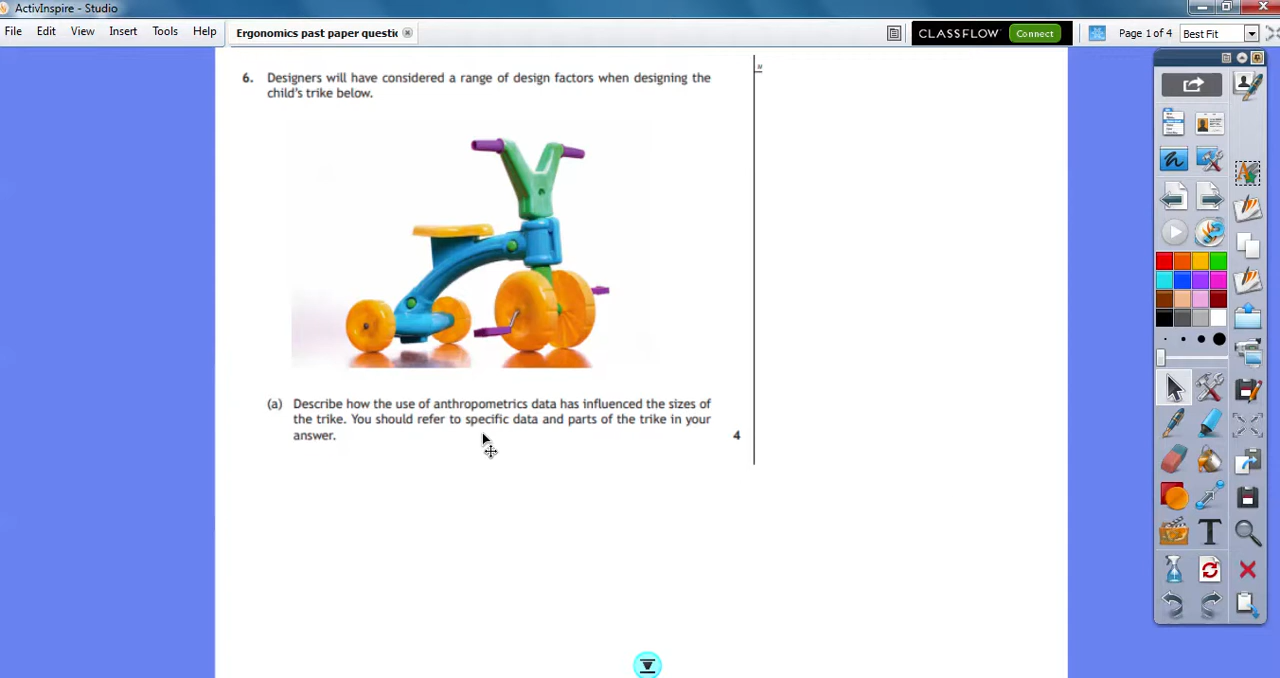 ActivInspire - Studio
File Edit View Insert Tools Help
Ergonomics past paper questic
CLASSFLOW Connect
Page 1 of 4 Best Fit
6. Designers will have considered a range of design factors when designing the
child's trike below.
(a) Describe how the use of anthropometrics data has influenced the sizes of
the trike. You should refer to specific data and parts of the trike in your
answer.
4
T